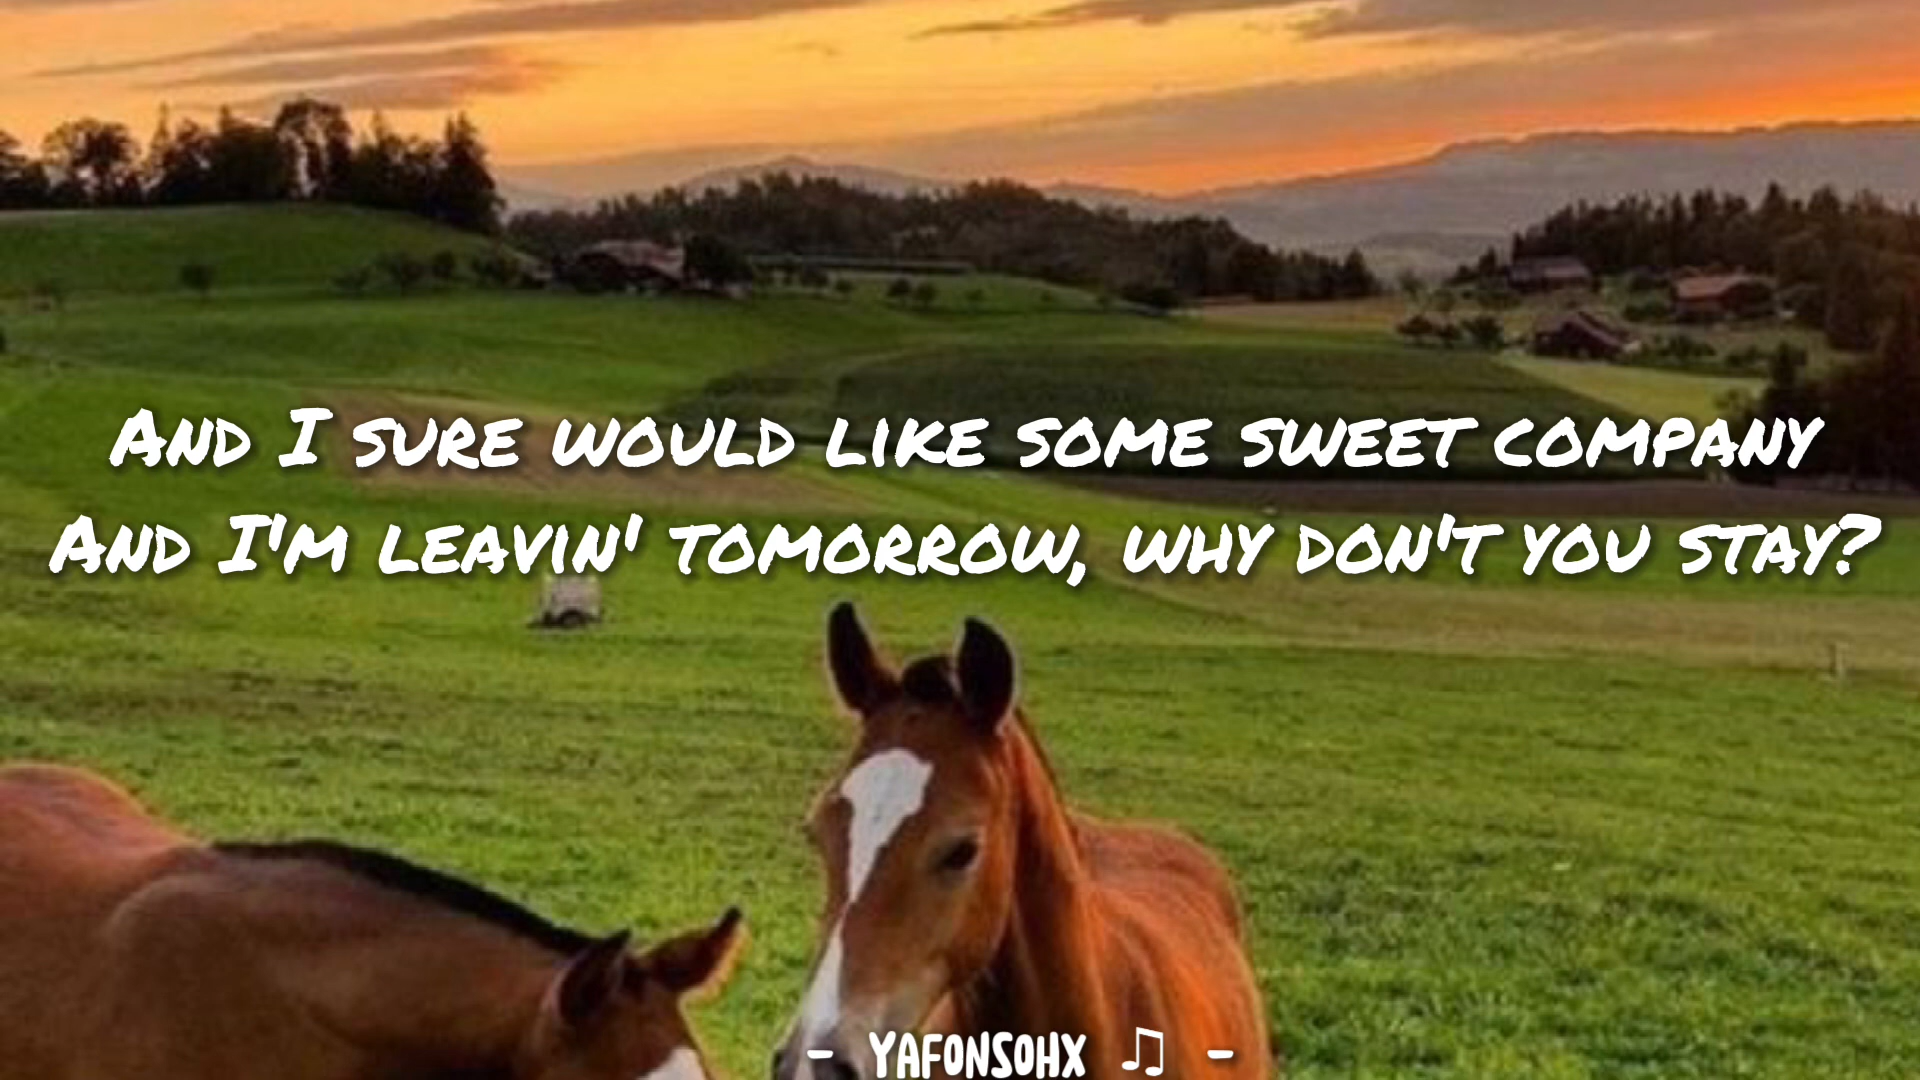 And I sure would like some sweet company
And I'm leavin' tomorrow, why don't you stay?
- YAFONSOHX ♫ -